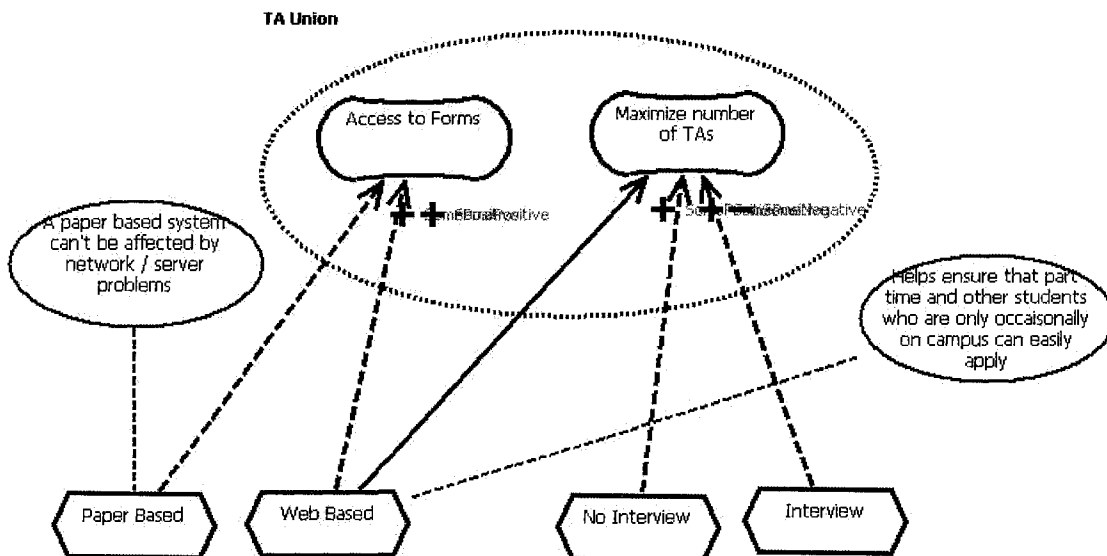 TA Union
Access to Forms
Maximize number
of TAs
A paper based system
can't be affected by
network / server
problems
Helps ensure that part
time and other students
who are only occaisonally
on campus can easily
apply
Paper Based
Web Based
No Interview
Interview